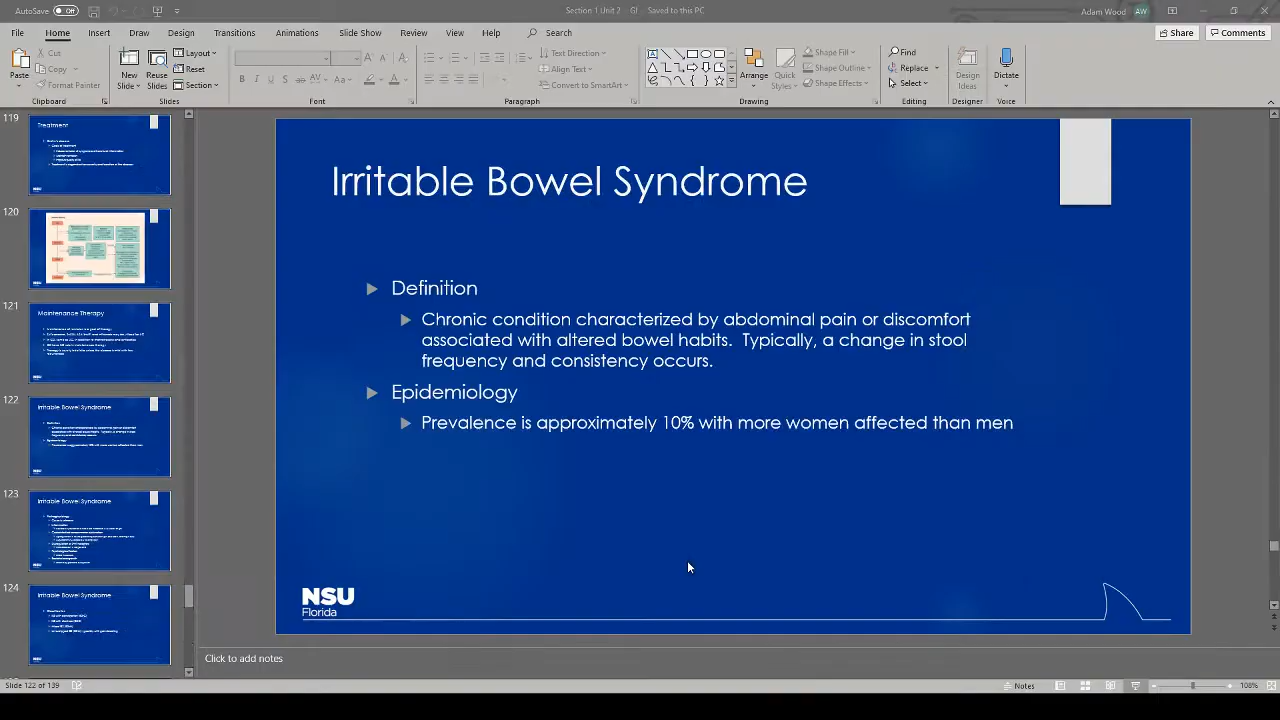 AutoSave Off
Section 1,Unit 2 - GI - Saved to this PC
Adam Wood AW
File Home Insert Draw Design Transitions Animations Slide Show Review View Help Search
Share Comments
Paste
Cut
Copy
Format Painter
Clipboard
New
Slide
Reuse
Slides
Layout
Reset
Section
Slides
Font
Text Direction
Align Text
Convert to SmartArt
Paragraph
Arrange
Quick
Styles
Shape Fill
Shape Outline
Shape Effects
Drawing
Find
Replace
Select
Editing
Design
Ideas
Designer
Dictate
Voice
119
Treatment
120
121
Maintenance Therapy
122
Irritable Bowel Syndrome
123
Irritable Bowel Syndrome
124
Irritable Bowel Syndrome
Irritable Bowel Syndrome
Definition
Chronic condition characterized by abdominal pain or discomfort
associated with altered bowel habits. Typically, a change in stool
frequency and consistency occurs.
Epidemiology
Prevalence is approximately 10% with more women affected than men
NSU
Florida
Click to add notes
Slide 122 of 139
Notes
108%